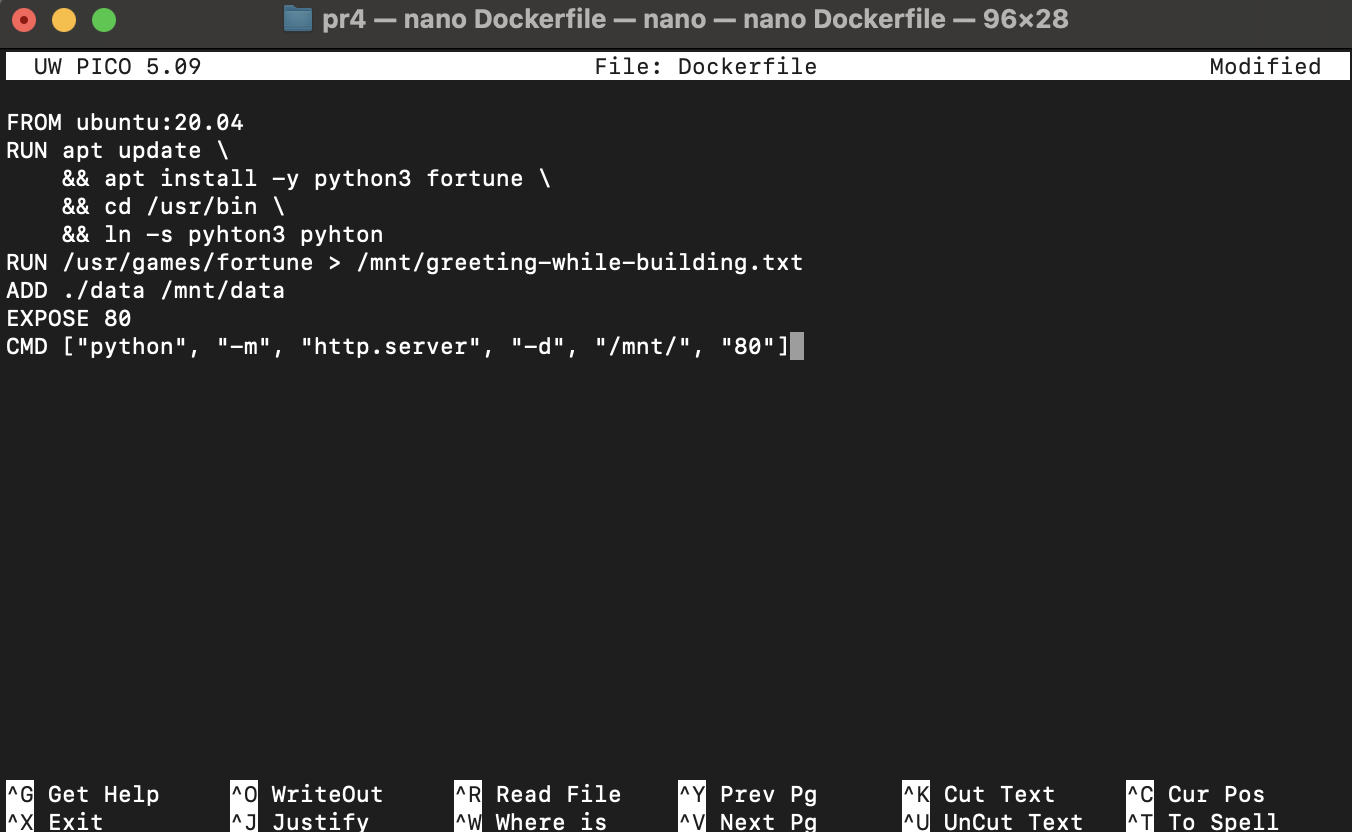 pr4 — nano Dockerfile — nano — nano Dockerfile — 96×28
UW PICO 5.09 File: Dockerfile Modified
FROM ubuntu:20.04
RUN apt update \
&& apt install -y python3 fortune \
&& cd /usr/bin \
&& ln -s pyhton3 pyhton
RUN /usr/games/fortune > /mnt/greeting-while-building.txt
ADD ./data /mnt/data
EXPOSE 80
CMD ["python", "-m", "http.server", "-d", "/mnt/", "80"]
^G Get Help ^O WriteOut ^R Read File ^Y Prev Pg ^K Cut Text ^C Cur Pos
^X Exit ^J Justify ^W Where is ^V Next Pg ^U UnCut Text ^T To Spell